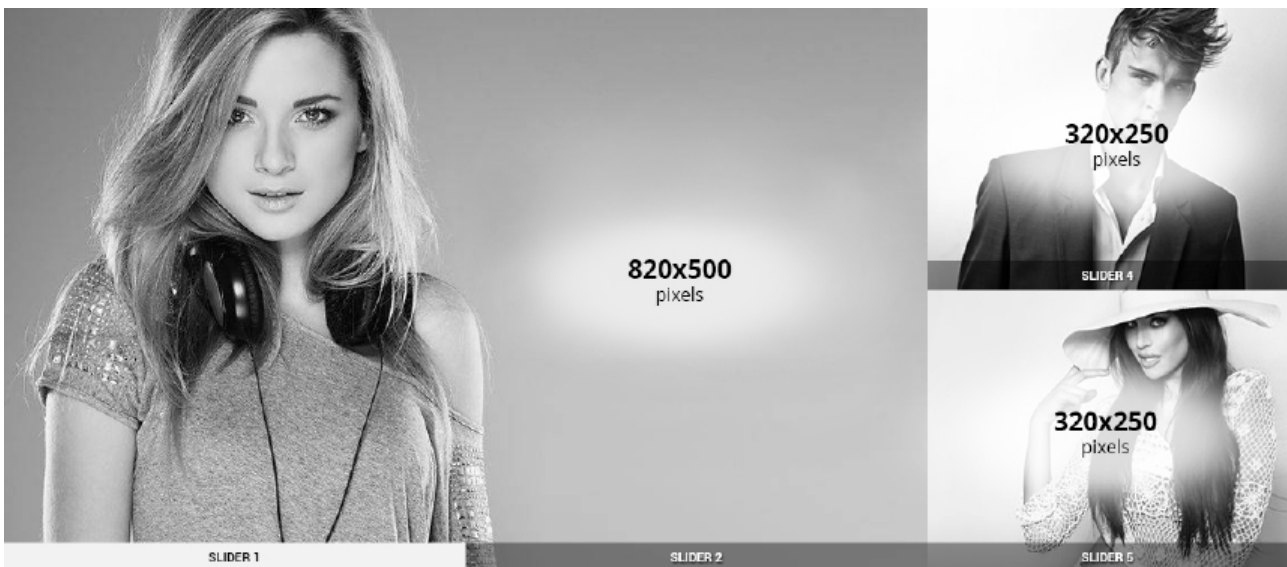 820x500
pixels
SLIDER 1
SLIDER 2
320x250
pixels
SLIDER 4
320x250
pixels
SLIDER 5